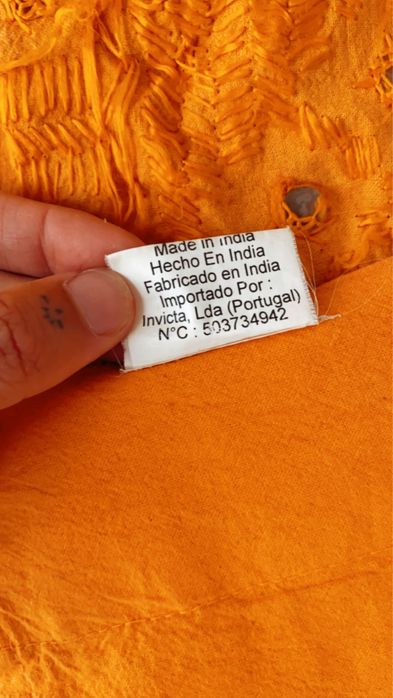 Made in India
Hecho En India
Fabricado en India
Importado Por :
Invicta, Lda (Portugal)
N°C : 503734942